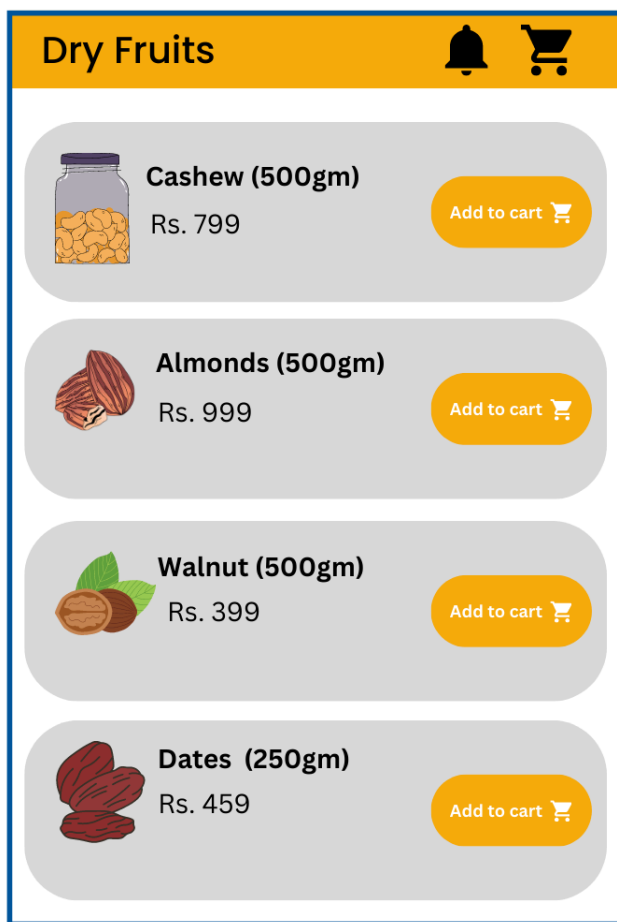 Dry Fruits
Cashew (500gm)
Rs. 799
Add to cart
Almonds (500gm)
Rs. 999
Add to cart
Walnut (500gm)
Rs. 399
Add to cart
Dates  (250gm)
Rs. 459
Add to cart